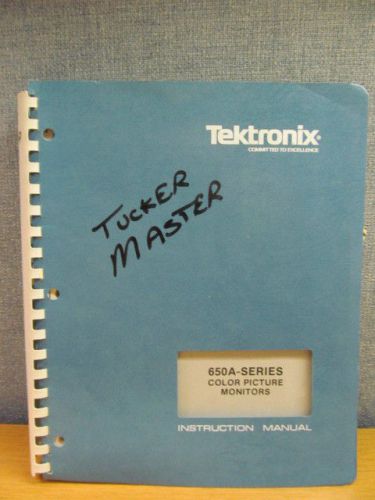 Tektronix®
COMMITTED TO EXCELLENCE
TUCKER
MASTER
650A-SERIES
COLOR PICTURE
MONITORS
INSTRUCTION MANUAL